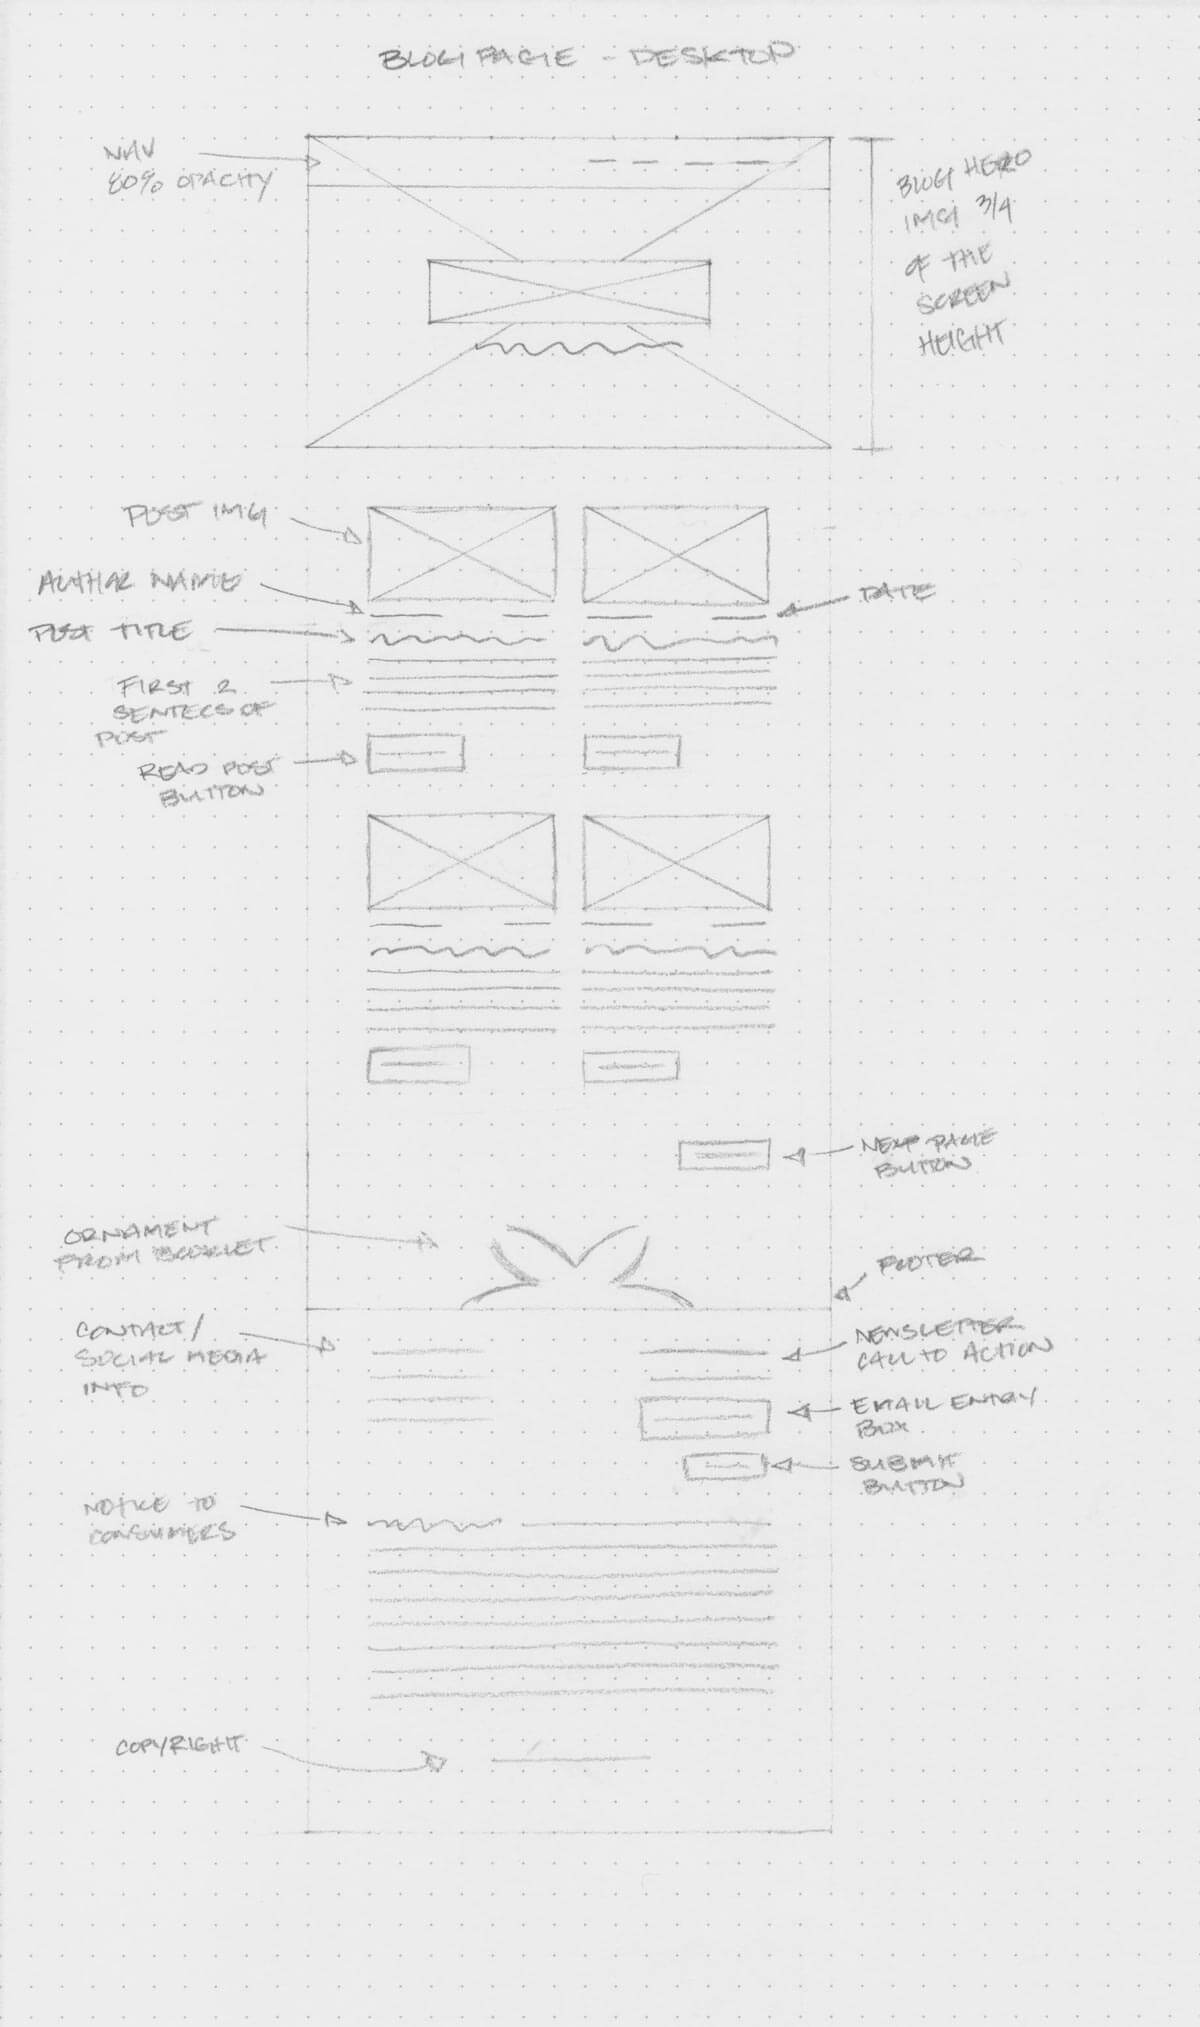 BLOG PAGE - DESKTOP
NAV
80% OPACITY
BLOG HERO
IMG 3/4
OF THE
SCREEN
HEIGHT
POST IMG
AUTHOR NAME
DATE
POST TITLE
FIRST 2
SENTECS OF
POST
READ POST
BUTTON
NEXT PAGE
BUTTON
ORNAMENT
FROM BOOKLET
FOOTER
CONTACT/
SOCIAL MEDIA
INFO
NEWSLETTER
CALL TO ACTION
EMAIL ENTRY
BOX
SUBMIT
BUTTON
NOTICE TO
CONSUMERS
COPYRIGHT